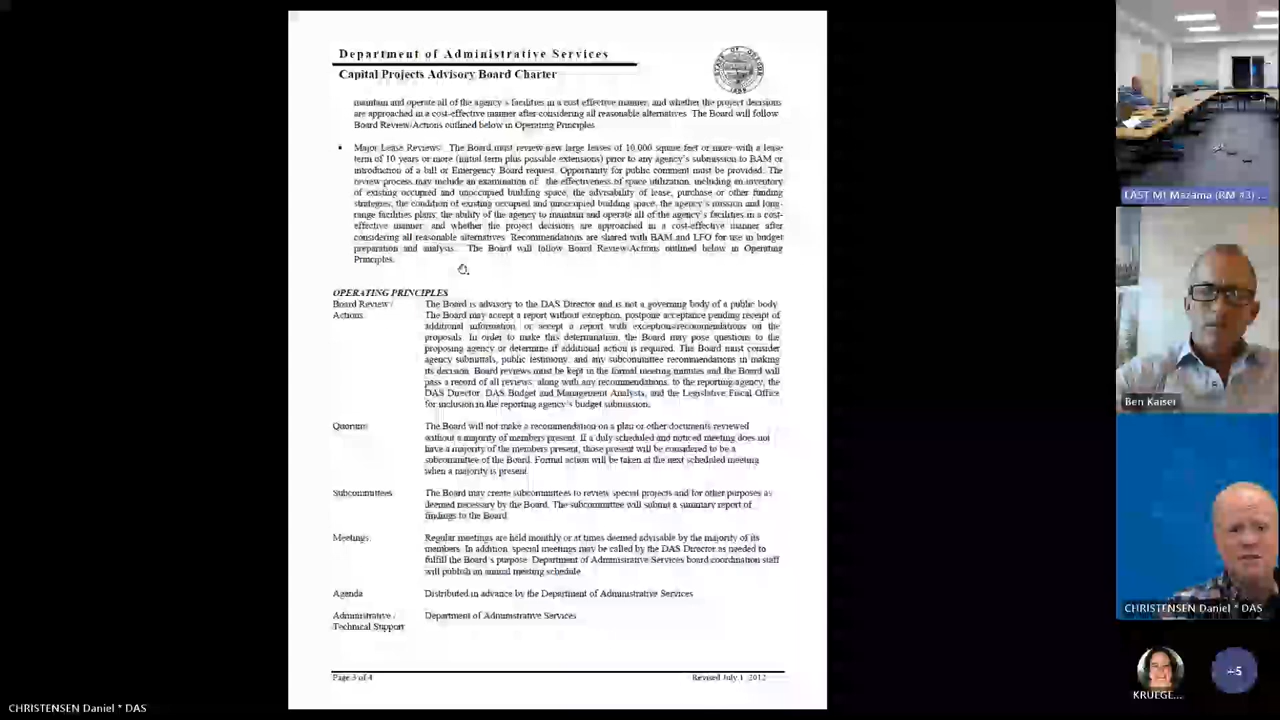 Department of Administrative Services
Capital Projects Advisory Board Charter
maintain and operate all of the agency's facilities in a cost effective manner, and whether the project decisions
are approached in a cost-effective manner after considering all reasonable alternatives. The Board will follow
Board Review/Actions outlined below in Operating Principles.
Major Lease Reviews: The Board must review new large leases of 10,000 square feet or more with a lease
term of 10 years or more (initial term plus possible extensions) prior to any agency's submission to BAM or
introduction of a bill or Emergency Board request. Opportunity for public comment must be provided. The
review process may include an examination of the effectiveness of space utilization, including an inventory
of existing occupied and unoccupied building space, the advisability of lease, purchase or other funding
strategies, the condition of existing occupied and unoccupied building space, the agency's mission and long-
range facilities plans, the ability of the agency to maintain and operate all of the agency's facilities in a cost-
effective manner and whether the project decisions are approached in a cost-effective manner after
considering all reasonable alternatives. Recommendations are shared with BAM and LFO for use in budget
preparation and analysis. The Board will follow Board Review/Actions outlined below in Operating
Principles.
OPERATING PRINCIPLES
Board Review / Actions
The Board is advisory to the DAS Director and is not a governing body of a public body.
The Board may accept a report without exception, postpone acceptance pending receipt of
additional information, or accept a report with exceptions/recommendations on the
proposals. In order to make this determination, the Board may pose questions to the
proposing agency or determine if additional action is required. The Board must consider
agency submittals, public testimony, and any subcommittee recommendations in making
its decision. Board reviews must be kept in the formal meeting minutes and the Board will
pass a record of all reviews, along with any recommendations, to the reporting agency, the
DAS Director, DAS Budget and Management Analysts, and the Legislative Fiscal Office
for inclusion in the reporting agency's budget submission.
Quorum
The Board will not make a recommendation on a plan or other documents reviewed
without a majority of members present. If a duly scheduled and noticed meeting does not
have a majority of the members present, those present will be considered to be a
subcommittee of the Board. Formal action will be taken at the next scheduled meeting
when a majority is present.
Subcommittees
The Board may create subcommittees to review special projects and for other purposes as
deemed necessary by the Board. The subcommittee will submit a summary report of
findings to the Board.
Meetings
Regular meetings are held monthly or at times deemed advisable by the majority of its
members. In addition, special meetings may be called by the DAS Director as needed to
fulfill the Board's purpose. Department of Administrative Services board coordination staff
will publish an annual meeting schedule.
Agenda
Distributed in advance by the Department of Administrative Services
Administrative / Technical Support
Department of Administrative Services
Page 3 of 4
Revised July 1, 2012
EAST Mt Mazama (RM #3) ...
Ben Kaiser
CHRISTENSEN Daniel * DAS
KRUEGE...
+5
CHRISTENSEN Daniel * DAS